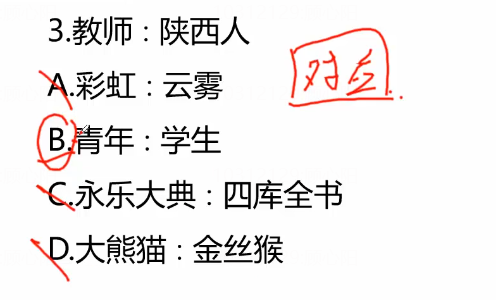 3.教师：陕西人
对点
A.彩虹：云雾
B.青年：学生
C.永乐大典：四库全书
D.大熊猫：金丝猴